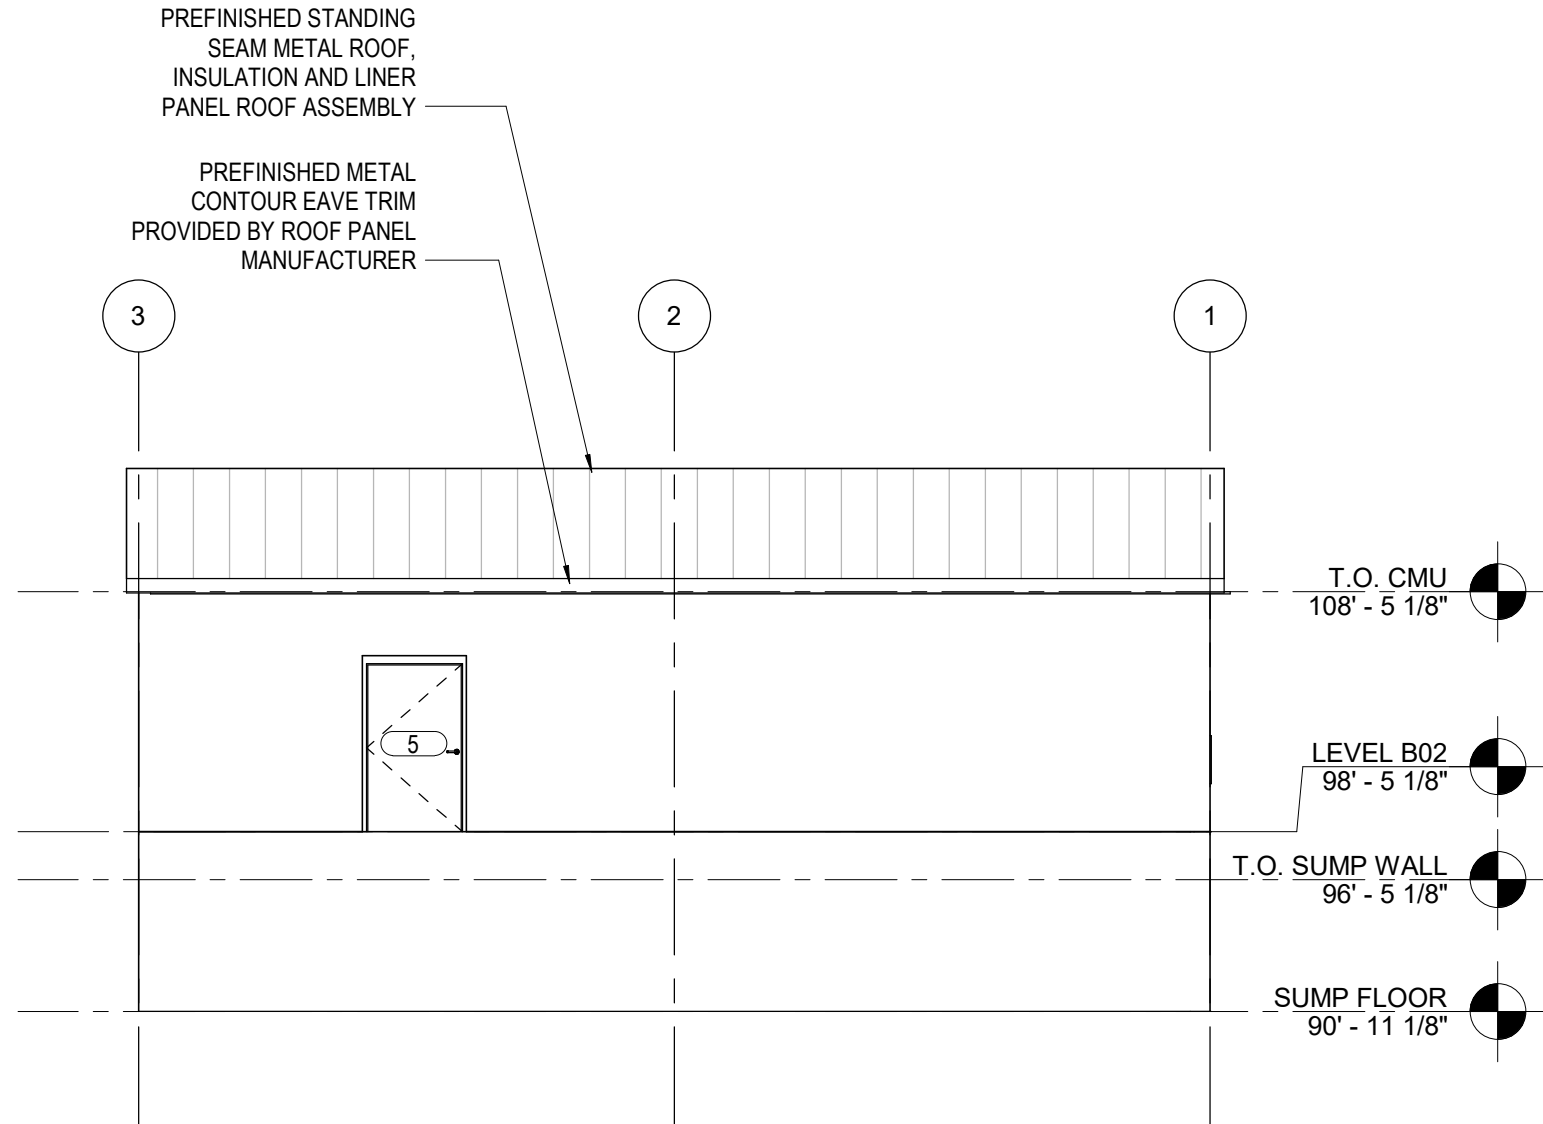 PREFINISHED STANDING
SEAM METAL ROOF,
INSULATION AND LINER
PANEL ROOF ASSEMBLY
PREFINISHED METAL
CONTOUR EAVE TRIM
PROVIDED BY ROOF PANEL
MANUFACTURER
3
2
1
T.O. CMU
108' - 5 1/8"
5
LEVEL B02
98' - 5 1/8"
T.O. SUMP WALL
96' - 5 1/8"
SUMP FLOOR
90' - 11 1/8"